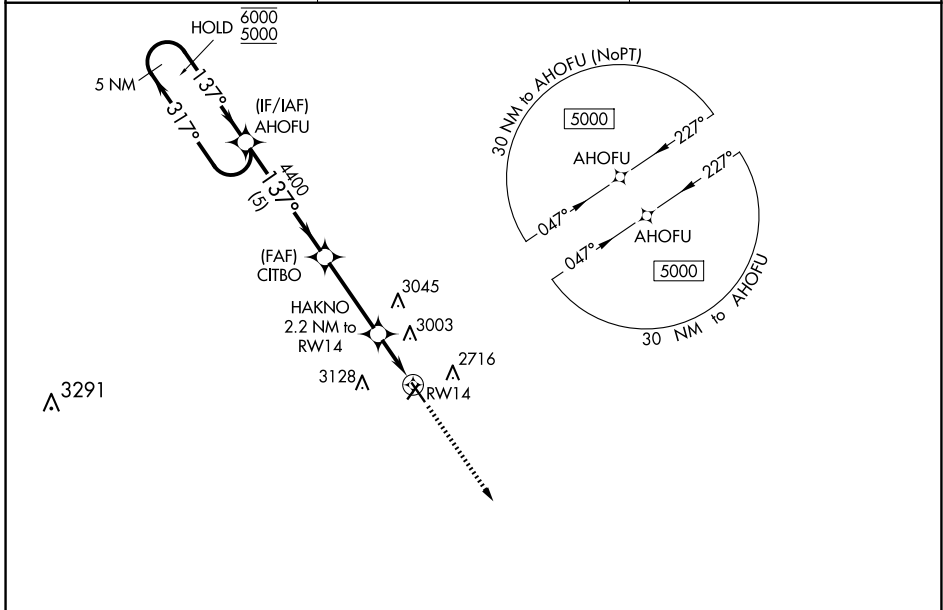 HOLD 6000
5000
5 NM
137°
317°
(IF/IAF)
AHOFU
4400
137°
(5)
(FAF)
CITBO
HAKNO
2.2 NM to
RW14
3045
3003
2716
3128
RW14
3291
30 NM to AHOFU (NoPT)
5000
AHOFU
227°
047°
227°
AHOFU
047°
5000
30 NM to AHOFU